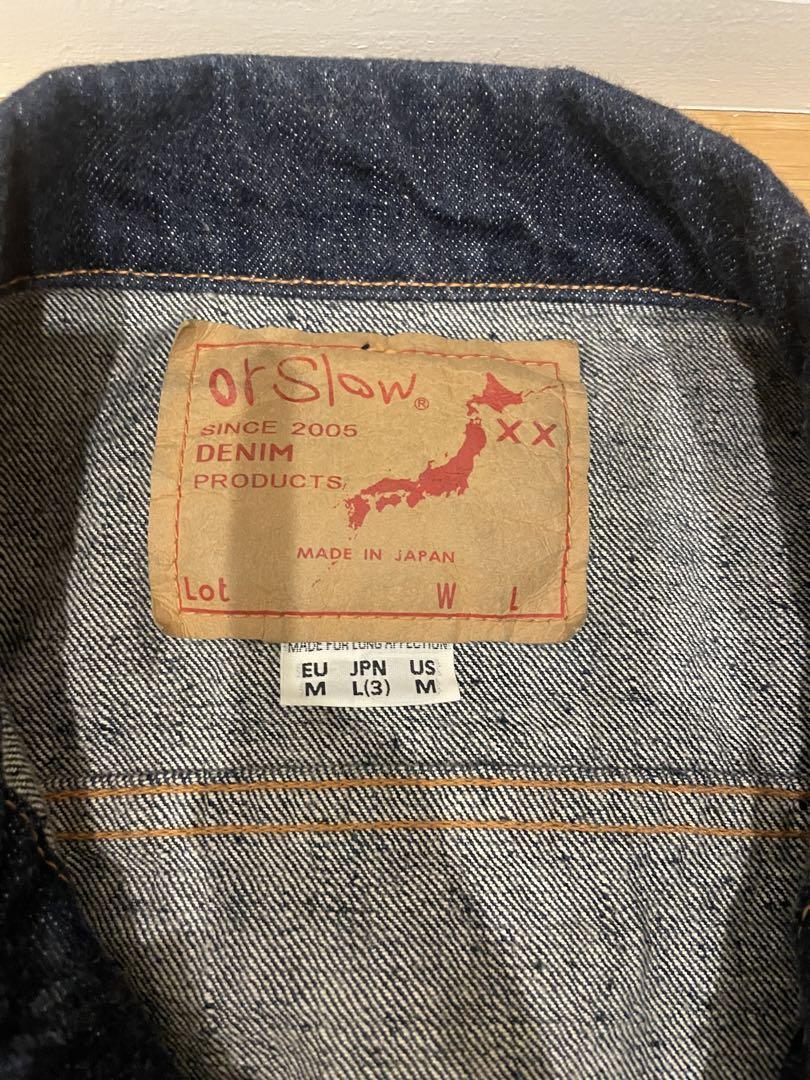 orSlow®
SINCE 2005
DENIM
PRODUCTS
XX
MADE IN JAPAN
Lot W L
MADE FOR LONG AFFECTION
EU JPN US
M L(3) M